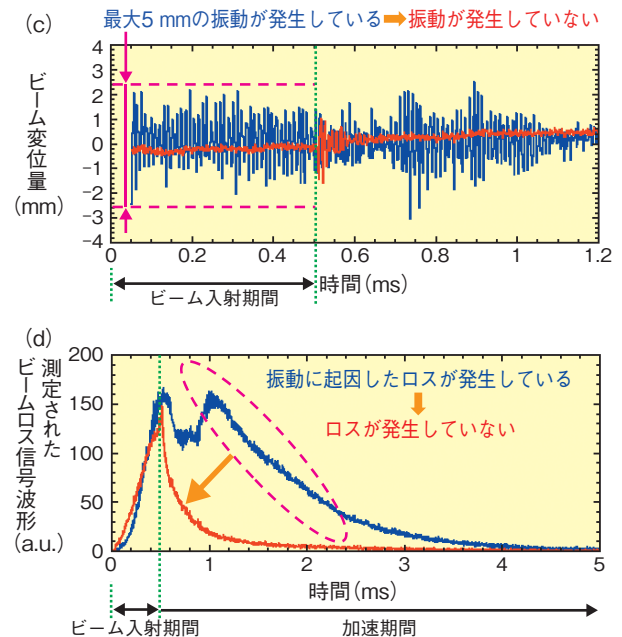 (c) 最大5 mmの振動が発生している➡振動が発生していない
ビーム変位量
(mm)
4
3
2
1
0
-1
-2
-3
-4
0 0.2 0.4 0.6 0.8 1 1.2
ビーム入射期間 時間(ms)
(d)
測定された
ビームロス信号波形
(a.u.)
200
150
100
50
0
振動に起因したロスが発生している
ロスが発生していない
0 1 2 3 4 5
時間(ms)
ビーム入射期間 加速期間